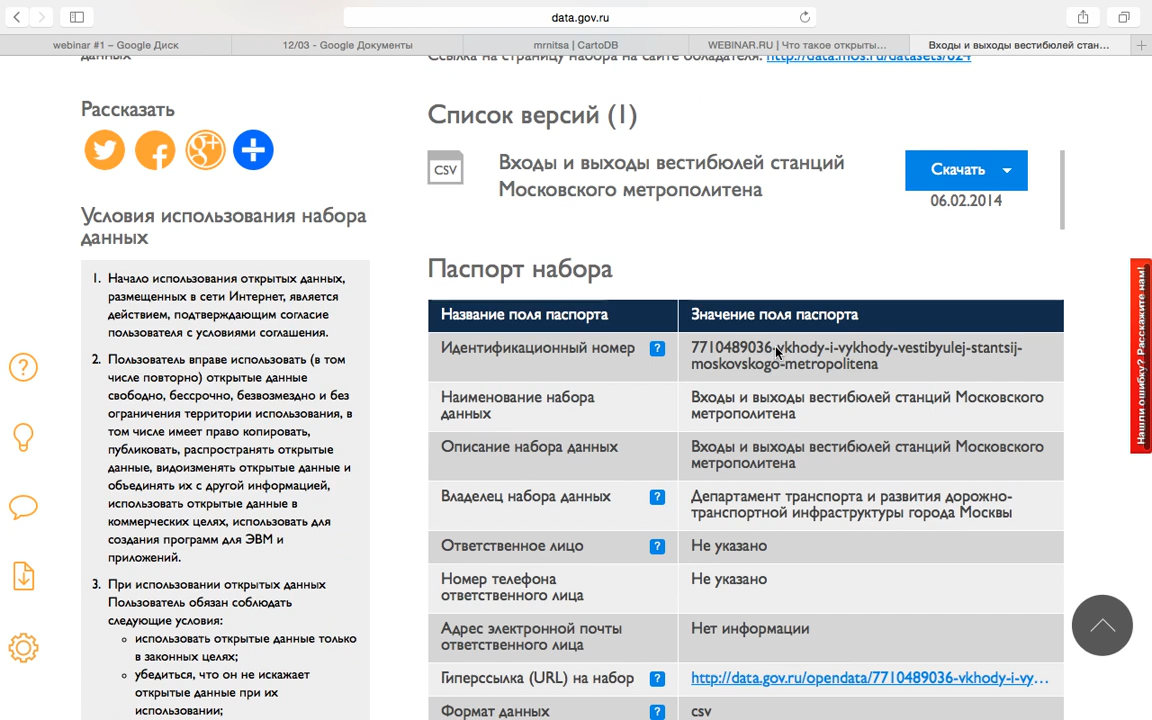 data.gov.ru
webinar #1 – Google Диск
12/03 - Google Документы
mrnitsa | CartoDB
WEBINAR.RU | Что такое открыты...
Входы и выходы вестибюлей стан...
данных
Ссылка на страницу набора на сайте обладателя: http://data.mos.ru/datasets/624
Рассказать
Условия использования набора
данных
1. Начало использования открытых данных,
размещенных в сети Интернет, является
действием, подтверждающим согласие
пользователя с условиями соглашения.
2. Пользователь вправе использовать (в том
числе повторно) открытые данные
свободно, бессрочно, безвозмездно и без
ограничения территории использования, в
том числе имеет право копировать,
публиковать, распространять открытые
данные, видоизменять открытые данные и
объединять их с другой информацией,
использовать открытые данные в
коммерческих целях, использовать для
создания программ для ЭВМ и
приложений.
3. При использовании открытых данных
Пользователь обязан соблюдать
следующие условия:
использовать открытые данные только
в законных целях;
убедиться, что он не искажает
открытые данные при их
использовании;
Список версий (1)
CSV
Входы и выходы вестибюлей станций
Московского метрополитена
Скачать
06.02.2014
Паспорт набора
Название поля паспорта
Значение поля паспорта
Идентификационный номер ?
7710489036-vkhody-i-vykhody-vestibyulej-stantsij-
moskovskogo-metropolitena
Наименование набора
данных
Входы и выходы вестибюлей станций Московского
метрополитена
Описание набора данных
Входы и выходы вестибюлей станций Московского
метрополитена
Владелец набора данных ?
Департамент транспорта и развития дорожно-
транспортной инфраструктуры города Москвы
Ответственное лицо ?
Не указано
Номер телефона
ответственного лица
Не указано
Адрес электронной почты
ответственного лица
Нет информации
Гиперссылка (URL) на набор ?
http://data.gov.ru/opendata/7710489036-vkhody-i-vy...
Формат данных ?
csv
Нашли ошибку? Расскажите нам!